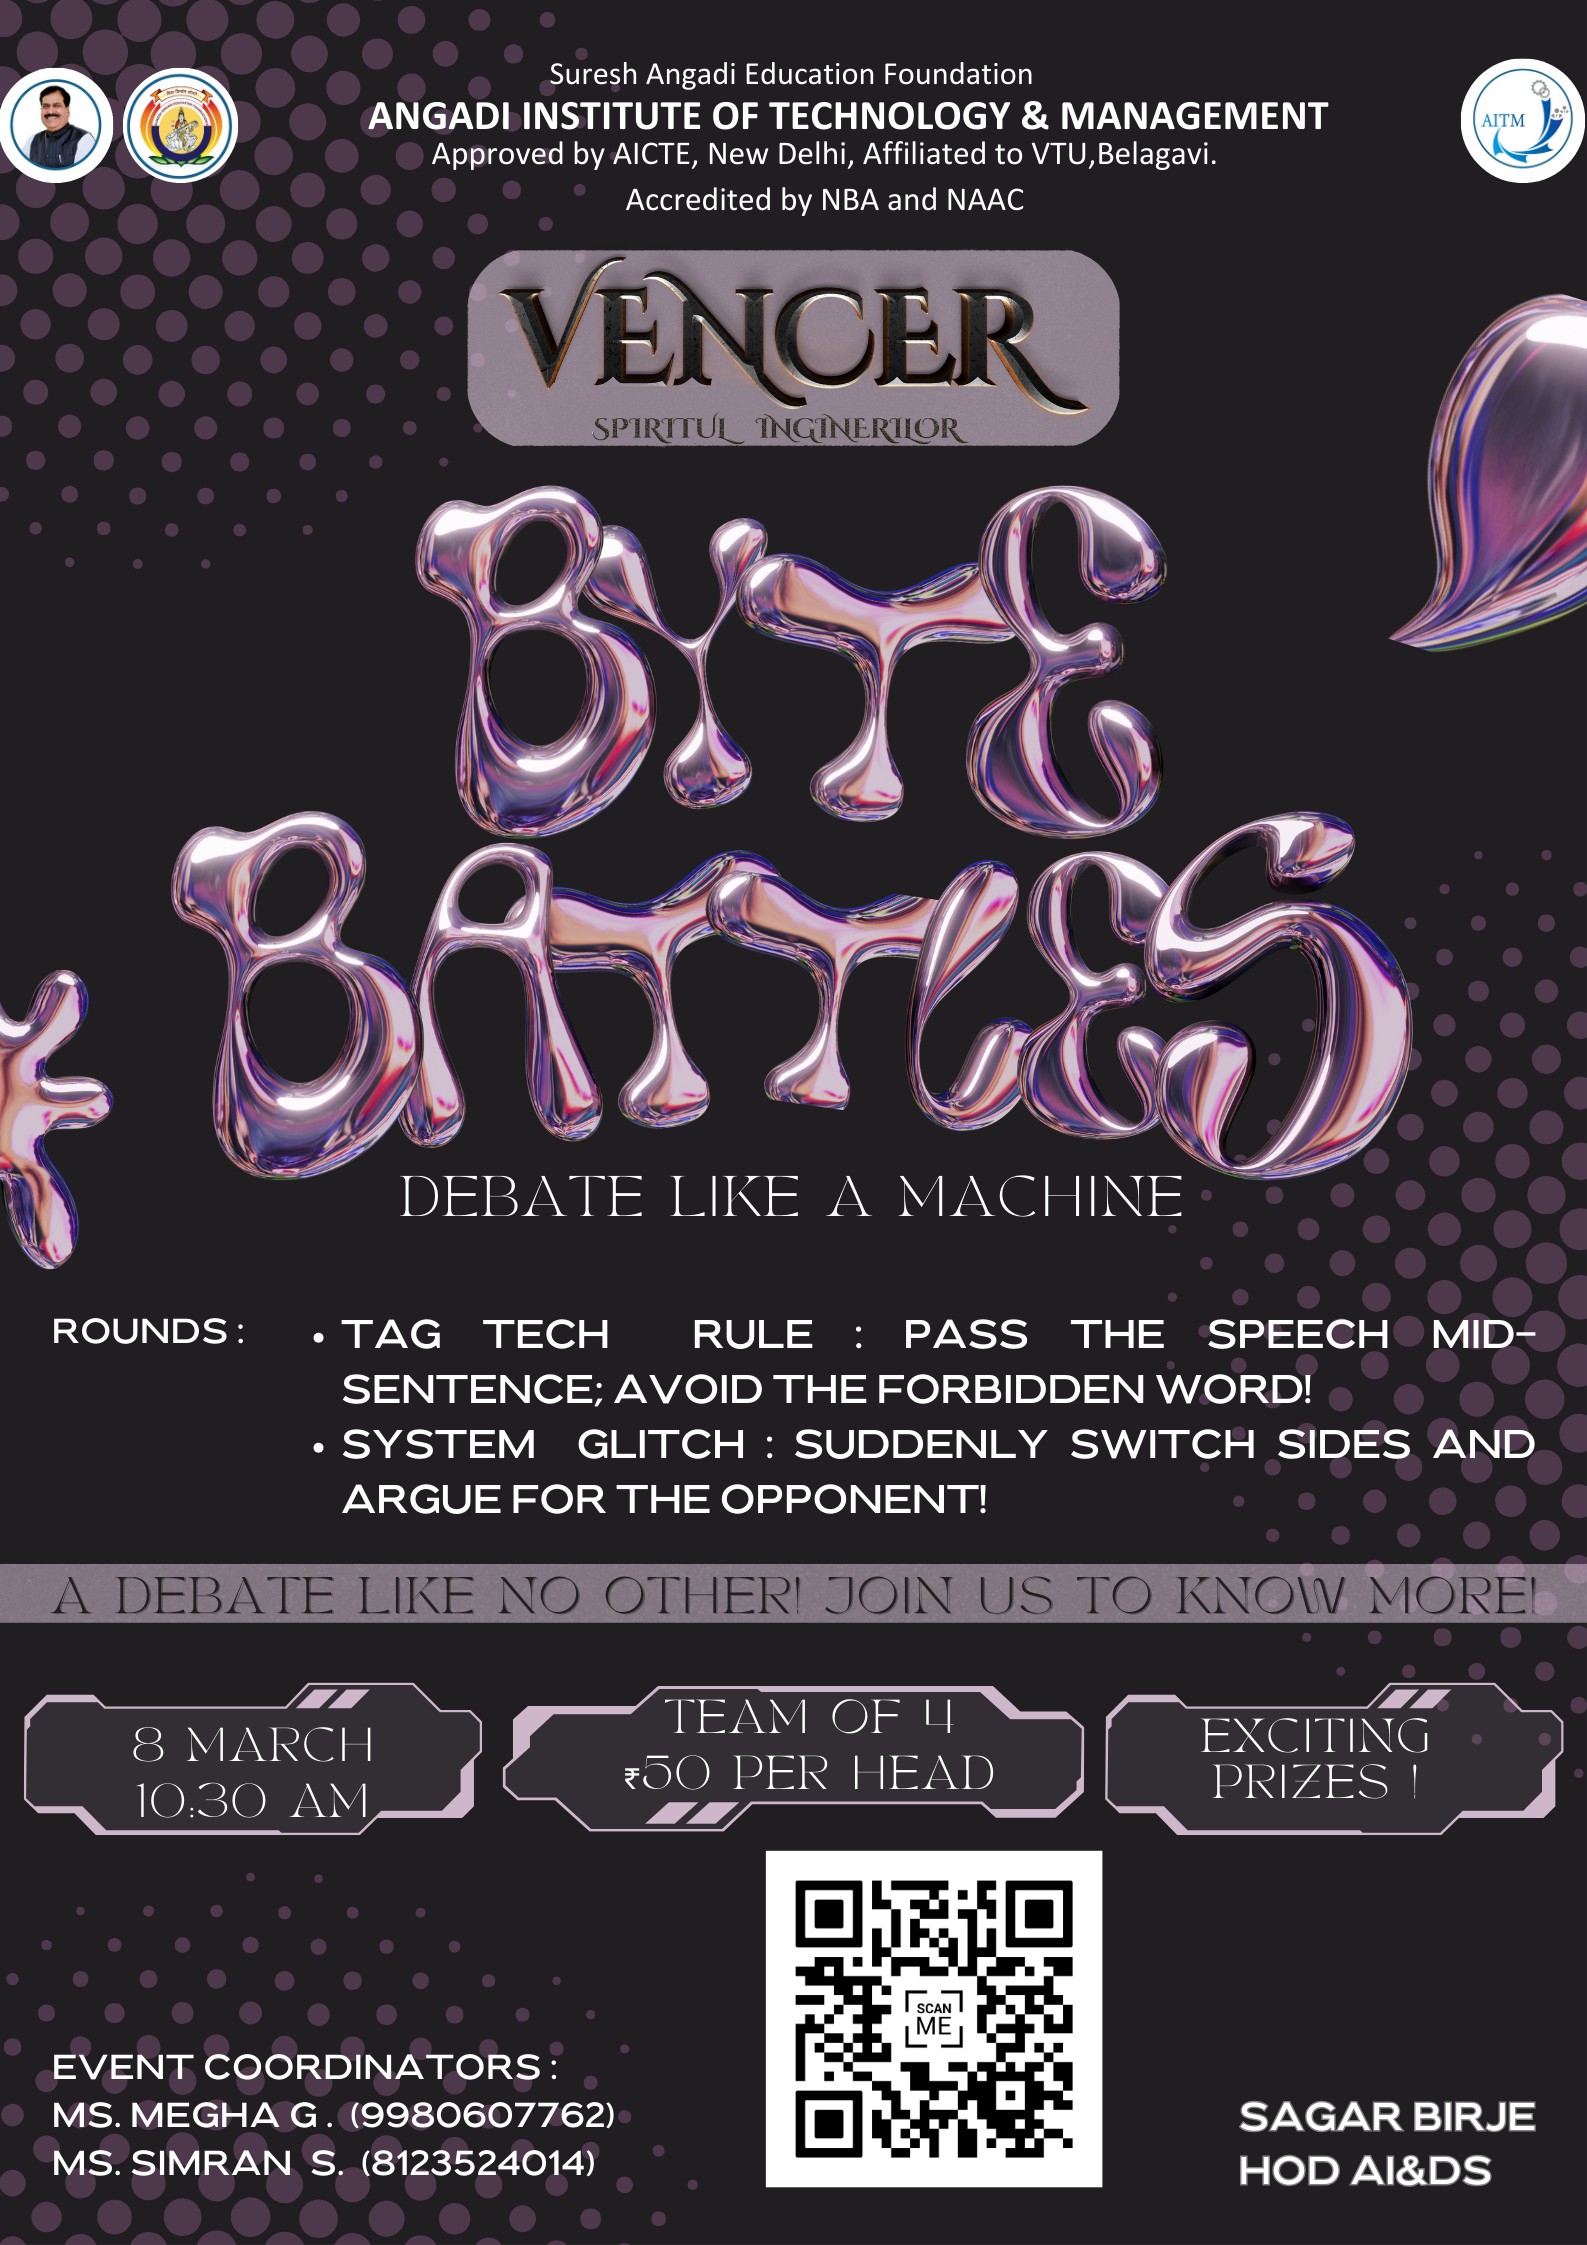 Suresh Angadi Education Foundation
ANGADI INSTITUTE OF TECHNOLOGY & MANAGEMENT
Approved by AICTE, New Delhi, Affiliated to VTU,Belagavi.
Accredited by NBA and NAAC
AITM
VENCER
SPIRITUL INGINERILOR
BYTE
BATTLES
DEBATE LIKE A MACHINE
ROUNDS :
• TAG TECH RULE : PASS THE SPEECH MID-
SENTENCE; AVOID THE FORBIDDEN WORD!
• SYSTEM GLITCH : SUDDENLY SWITCH SIDES AND
ARGUE FOR THE OPPONENT!
A DEBATE LIKE NO OTHER! JOIN US TO KNOW MORE!
8 MARCH
10:30 AM
TEAM OF 4
₹50 PER HEAD
EXCITING
PRIZES !
SCAN
ME
EVENT COORDINATORS :
MS. MEGHA G . (9980607762)
MS. SIMRAN S. (8123524014)
SAGAR BIRJE
HOD AI&DS